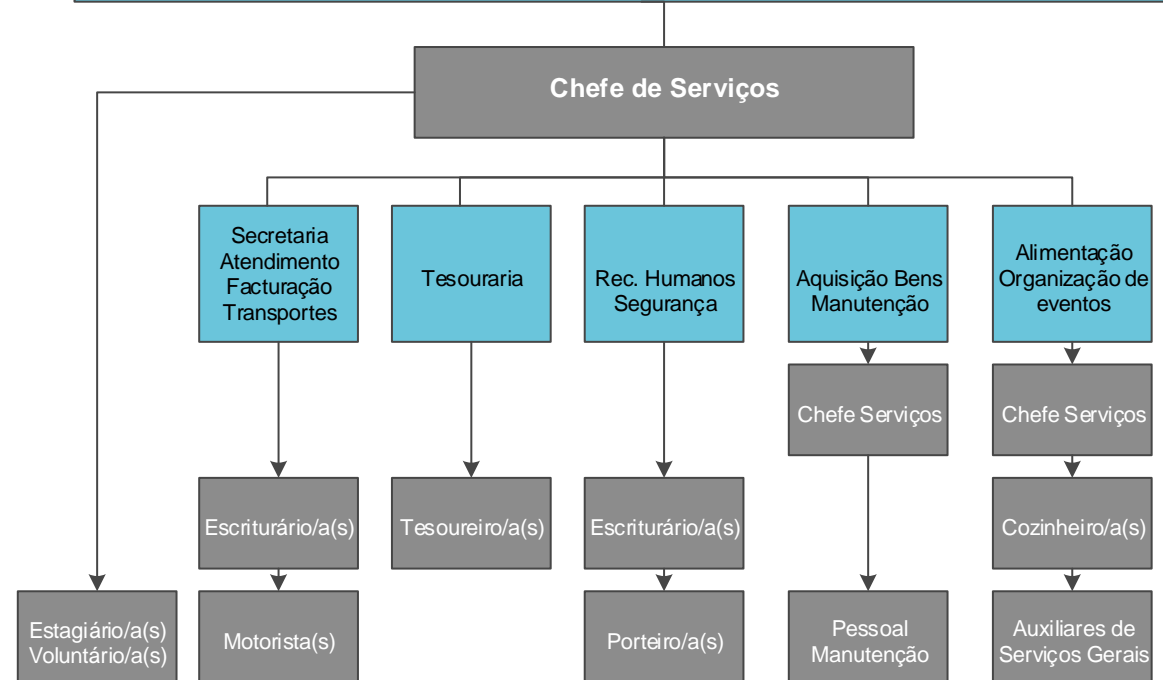 Chefe de Serviços
Secretaria
Atendimento
Facturação
Transportes
Tesouraria
Rec. Humanos
Segurança
Aquisição Bens
Manutenção
Alimentação
Organização de
eventos
Chefe Serviços
Chefe Serviços
Escriturário/a(s)
Tesoureiro/a(s)
Escriturário/a(s)
Cozinheiro/a(s)
Estagiário/a(s)
Voluntário/a(s)
Motorista(s)
Porteiro/a(s)
Pessoal
Manutenção
Auxiliares de
Serviços Gerais